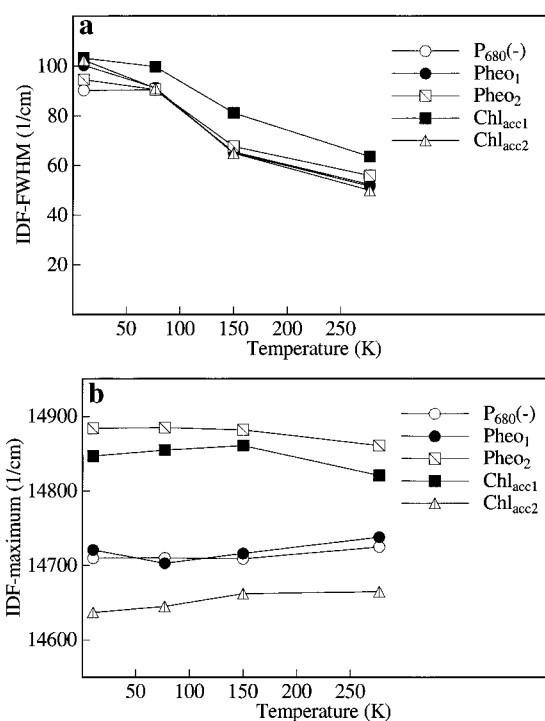 a
IDF-FWHM (1/cm)
100
80
60
40
20
50 100 150 200 250
Temperature (K)
P680(-)
Pheo1
Pheo2
Chlacc1
Chlacc2
b
IDF-maximum (1/cm)
14900
14800
14700
14600
50 100 150 200 250
Temperature (K)
P680(-)
Pheo1
Pheo2
Chlacc1
Chlacc2